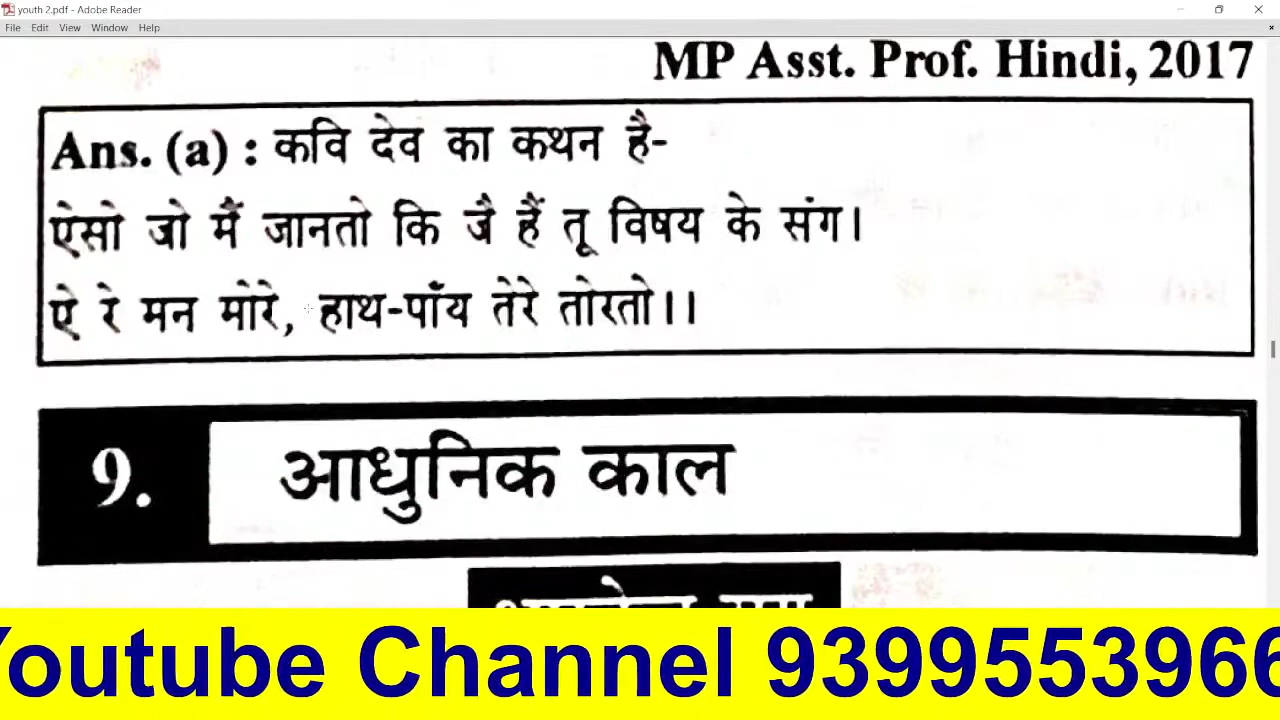 youth 2.pdf - Adobe Reader
File Edit View Window Help
MP Asst. Prof. Hindi, 2017
Ans. (a) : कवि देव का कथन है-
ऐसो जो मैं जानतो कि जै हैं तू विषय के संग।
ऐ रे मन मोरे, हाथ-पाँय तेरे तोरतो।।
9. आधुनिक काल
Youtube Channel 9399553966